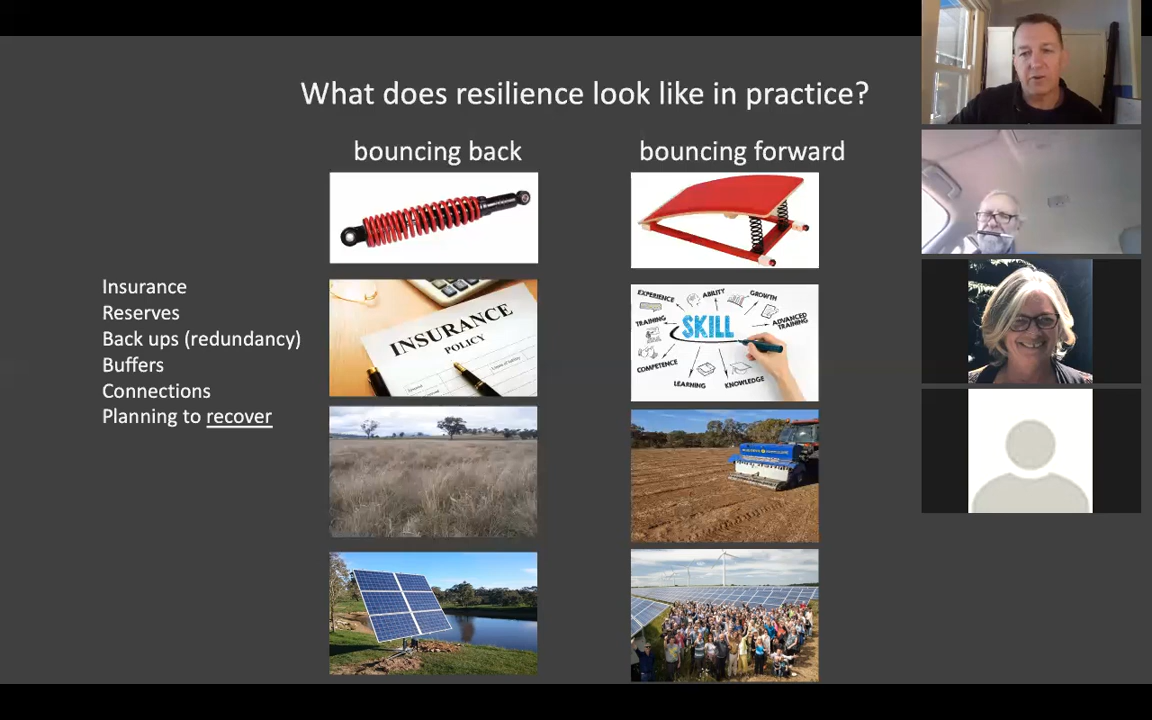 What does resilience look like in practice?
bouncing back
bouncing forward
Insurance
Reserves
Back ups (redundancy)
Buffers
Connections
Planning to recover
INSURANCE
POLICY
EXPERIENCE
ABILITY
GROWTH
TRAINING
SKILL
ADVANCED
TRAINING
COMPETENCE
LEARNING
KNOWLEDGE